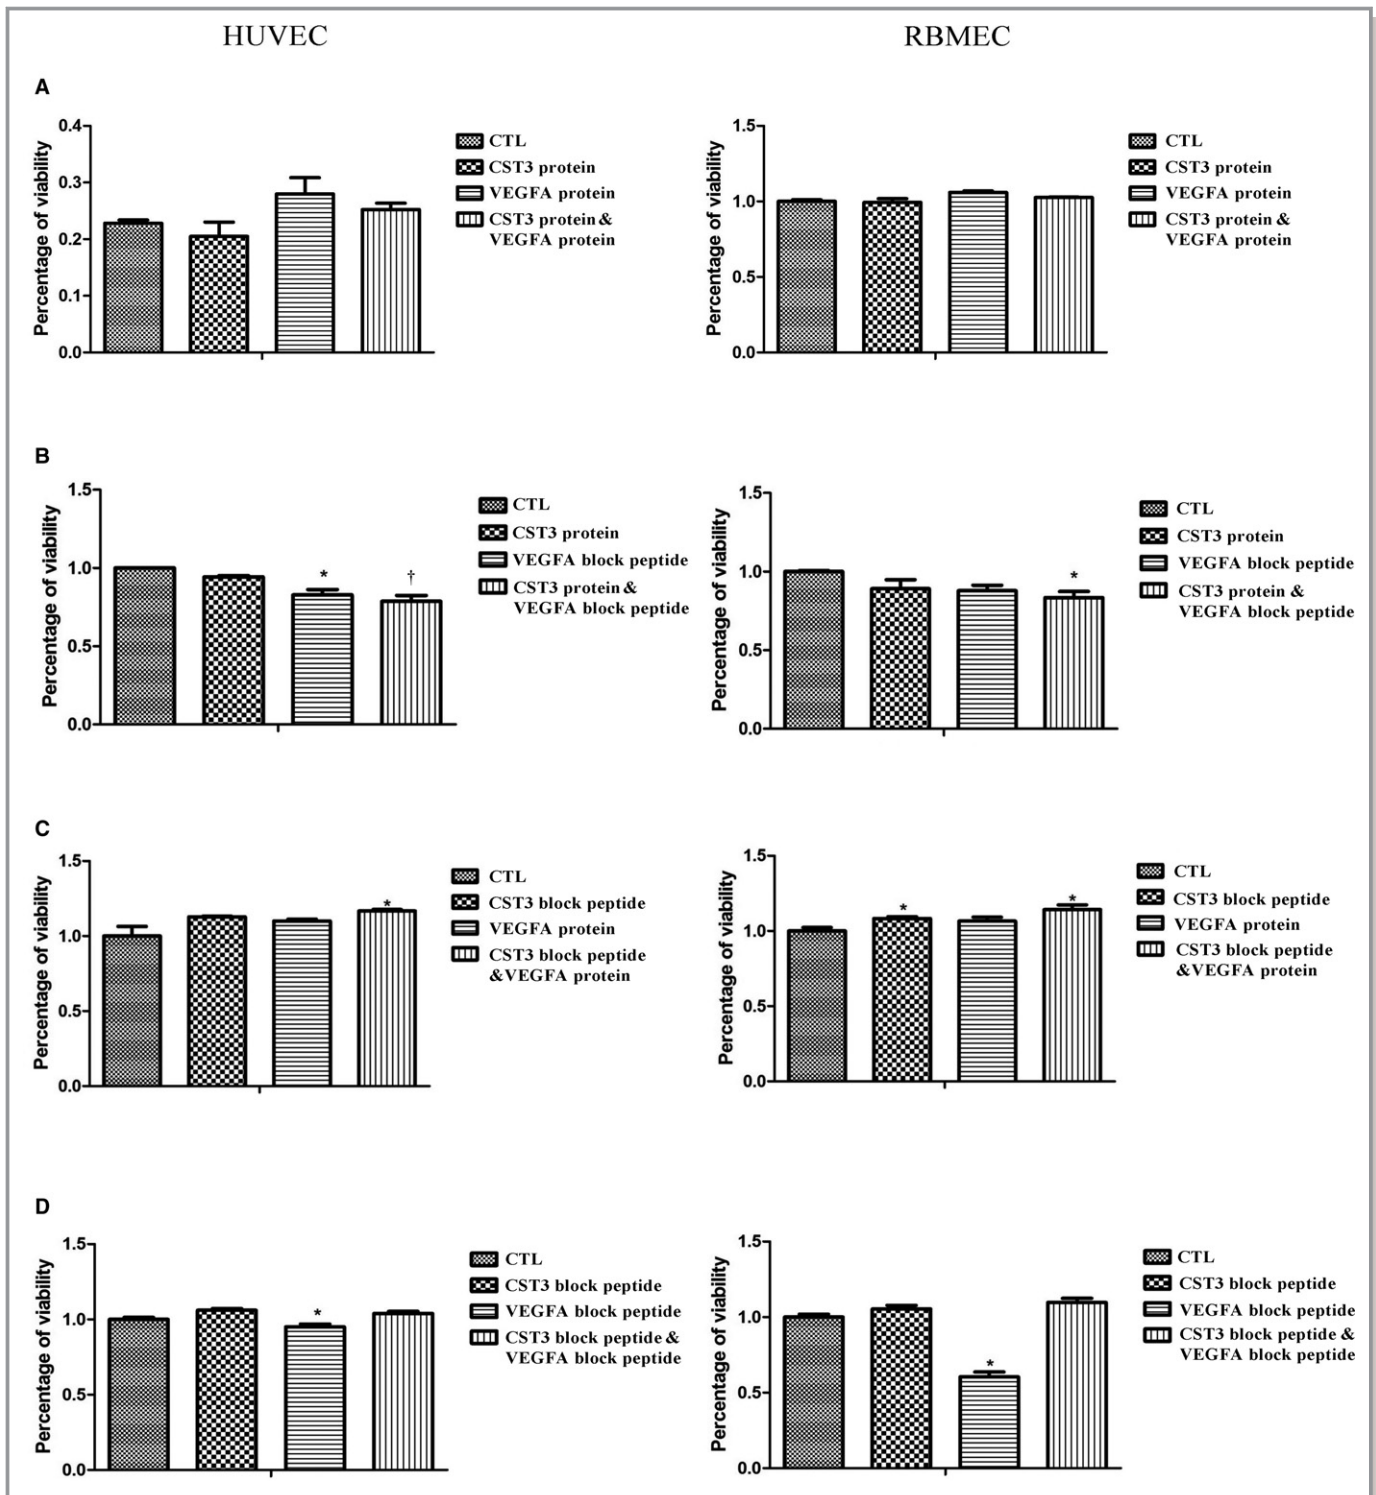 HUVEC
RBMEC
A
Percentage of viability
0.4
0.3
0.2
0.1
0.0
CTL
CST3 protein
VEGFA protein
CST3 protein &
VEGFA protein
Percentage of viability
1.5
1.0
0.5
0.0
CTL
CST3 protein
VEGFA protein
CST3 protein &
VEGFA protein
B
Percentage of viability
1.5
1.0
0.5
0.0
*
†
CTL
CST3 protein
VEGFA block peptide
CST3 protein &
VEGFA block peptide
Percentage of viability
1.5
1.0
0.5
0.0
*
CTL
CST3 protein
VEGFA block peptide
CST3 protein &
VEGFA block peptide
C
Percentage of viability
1.5
1.0
0.5
0.0
*
CTL
CST3 block peptide
VEGFA protein
CST3 block peptide
&VEGFA protein
Percentage of viability
1.5
1.0
0.5
0.0
*
*
CTL
CST3 block peptide
VEGFA protein
CST3 block peptide
&VEGFA protein
D
Percentage of viability
1.5
1.0
0.5
0.0
*
CTL
CST3 block peptide
VEGFA block peptide
CST3 block peptide &
VEGFA block peptide
Percentage of viability
1.5
1.0
0.5
0.0
*
CTL
CST3 block peptide
VEGFA block peptide
CST3 block peptide &
VEGFA block peptide